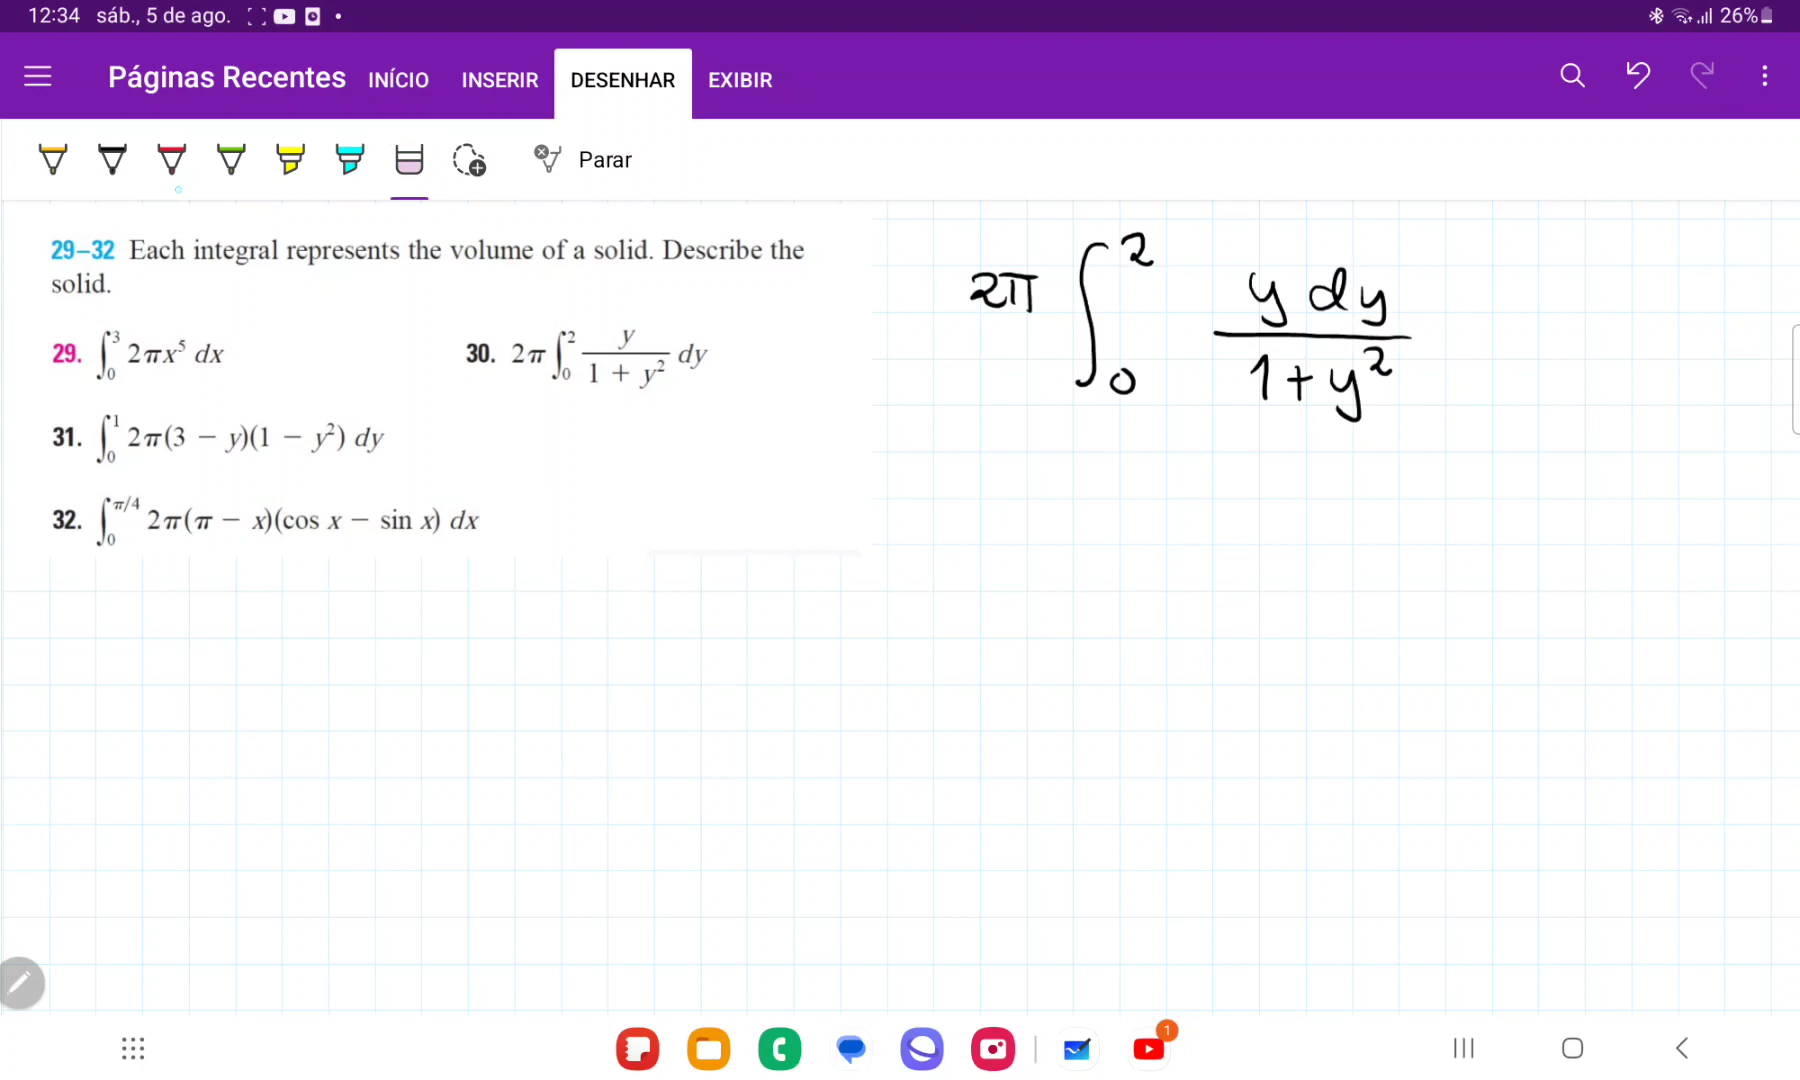 12:34 sáb., 5 de ago. 26%
Páginas Recentes INÍCIO INSERIR DESENHAR EXIBIR
Parar
29–32 Each integral represents the volume of a solid. Describe the
solid.
29. ∫₀³ 2πx⁵ dx
30. 2π ∫₀² y/(1 + y²) dy
31. ∫₀¹ 2π(3 − y)(1 − y²) dy
32. ∫₀^(π/4) 2π(π − x)(cos x − sin x) dx
2π ∫₀² y dy/(1 + y²)
1